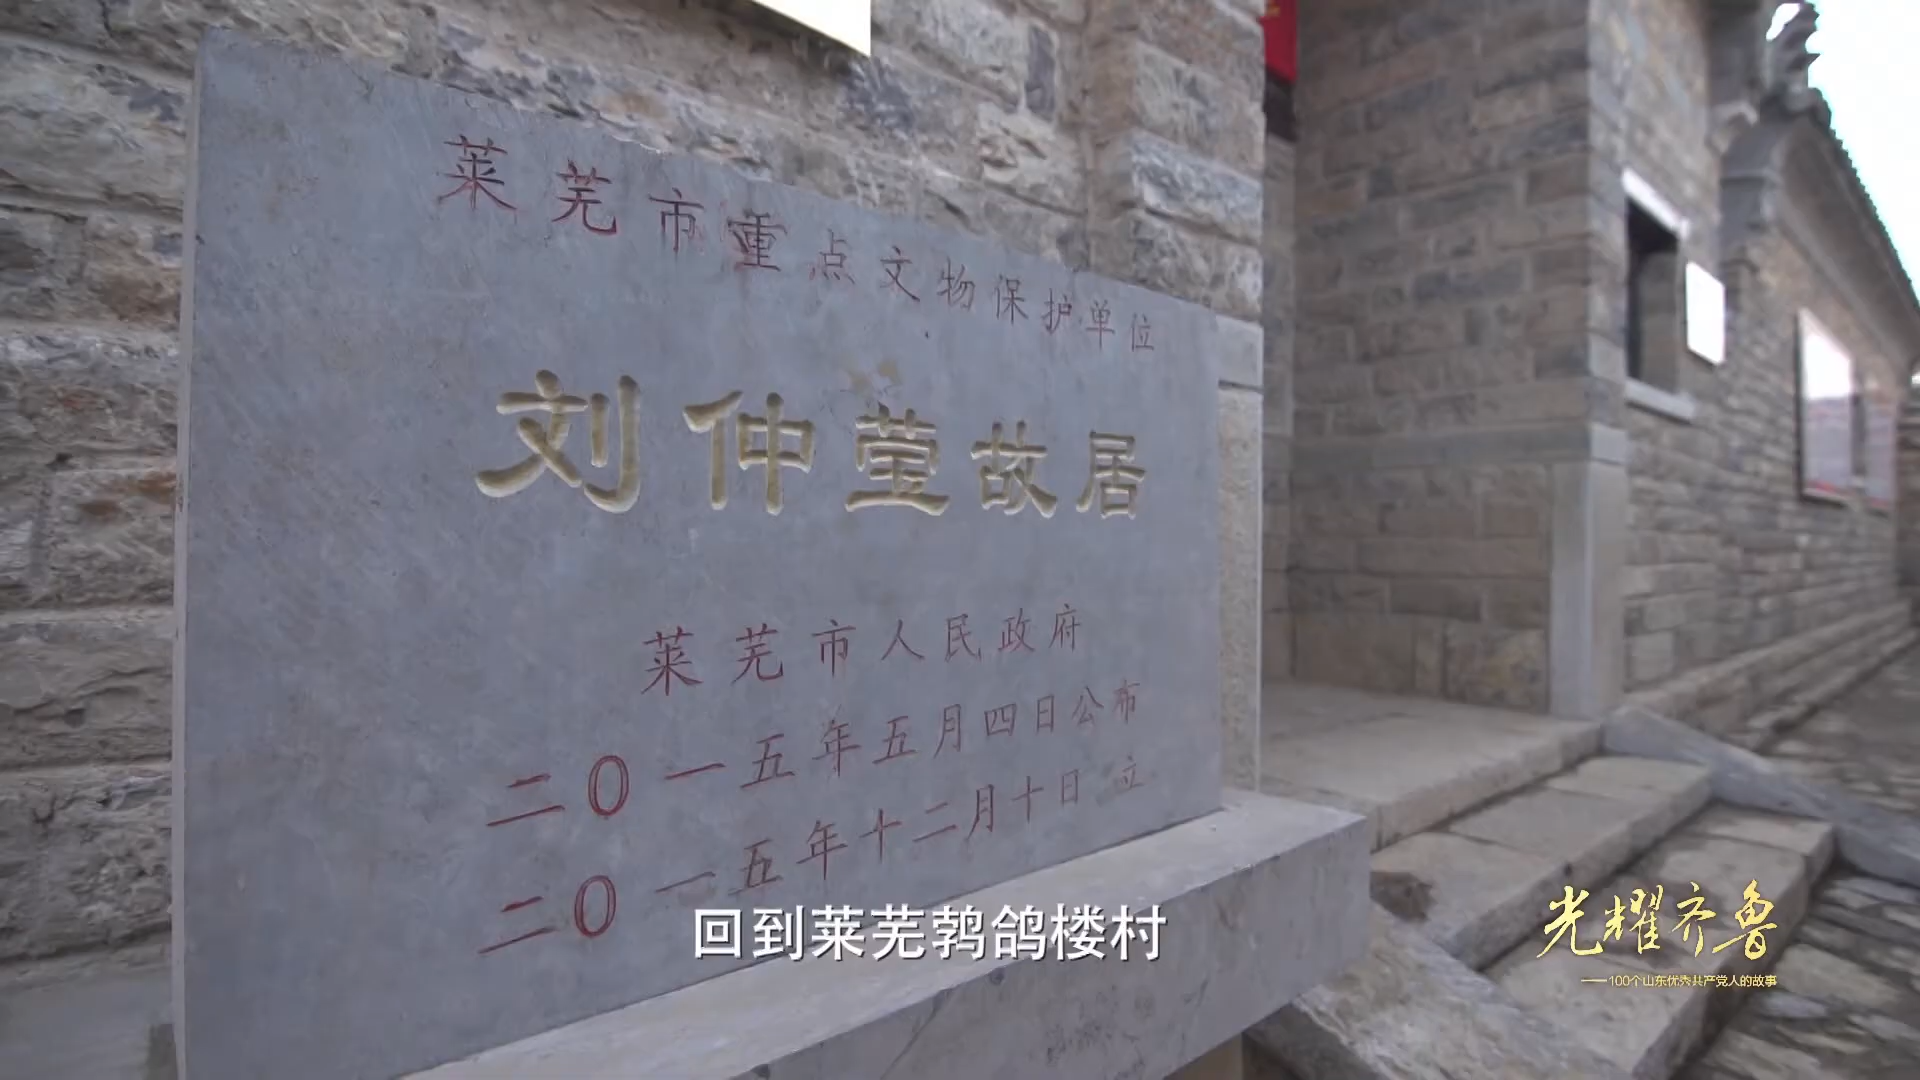 莱芜市重点文物保护单位
刘仲莹故居
莱芜市人民政府
二〇一五年五月四日公布
二〇一五年十二月十日 立
回到莱芜鹁鸽楼村
光耀齐鲁
——100个山东优秀共产党人的故事